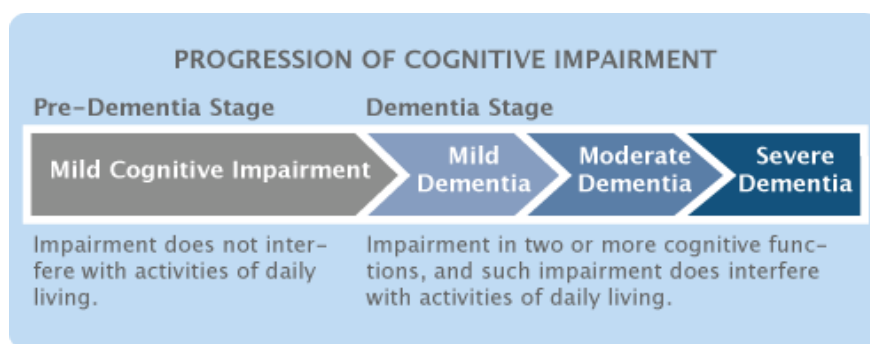 PROGRESSION OF COGNITIVE IMPAIRMENT
Pre-Dementia Stage
Dementia Stage
Mild Cognitive Impairment
Mild
Dementia
Moderate
Dementia
Severe
Dementia
Impairment does not inter-
fere with activities of daily
living.
Impairment in two or more cognitive func-
tions, and such impairment does interfere
with activities of daily living.